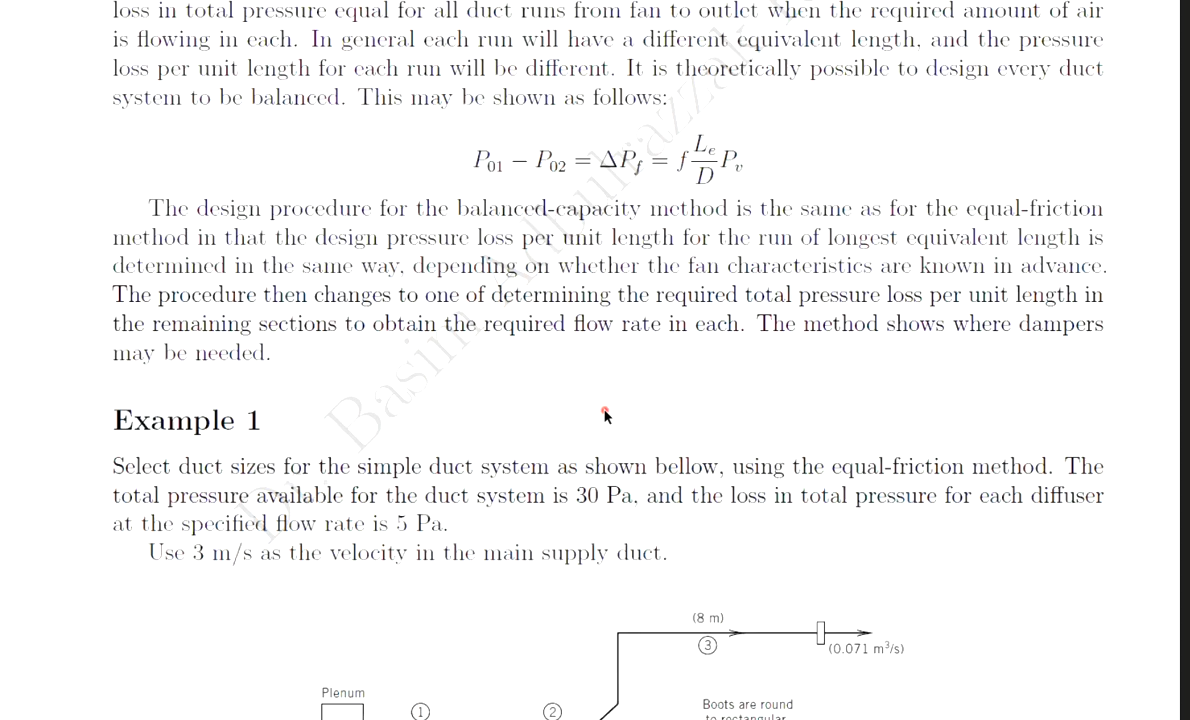 loss in total pressure equal for all duct runs from fan to outlet when the required amount of air
is flowing in each. In general each run will have a different equivalent length, and the pressure
loss per unit length for each run will be different. It is theoretically possible to design every duct
system to be balanced. This may be shown as follows:
P₀₁ − P₀₂ = ΔP_f = f L_e/D P_v
The design procedure for the balanced-capacity method is the same as for the equal-friction
method in that the design pressure loss per unit length for the run of longest equivalent length is
determined in the same way, depending on whether the fan characteristics are known in advance.
The procedure then changes to one of determining the required total pressure loss per unit length in
the remaining sections to obtain the required flow rate in each. The method shows where dampers
may be needed.
Example 1
Select duct sizes for the simple duct system as shown bellow, using the equal-friction method. The
total pressure available for the duct system is 30 Pa, and the loss in total pressure for each diffuser
at the specified flow rate is 5 Pa.
Use 3 m/s as the velocity in the main supply duct.
(8 m)
③
(0.071 m³/s)
Plenum
① ②
Boots are round
to rectangular